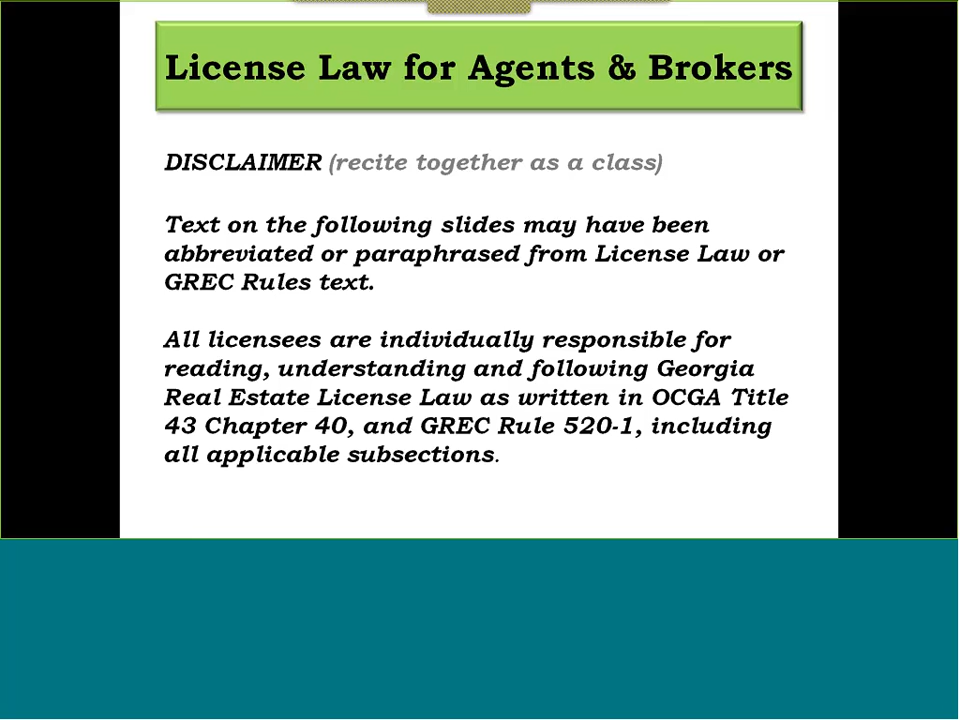 License Law for Agents & Brokers
DISCLAIMER (recite together as a class)
Text on the following slides may have been
abbreviated or paraphrased from License Law or
GREC Rules text.
All licensees are individually responsible for
reading, understanding and following Georgia
Real Estate License Law as written in OCGA Title
43 Chapter 40, and GREC Rule 520-1, including
all applicable subsections.